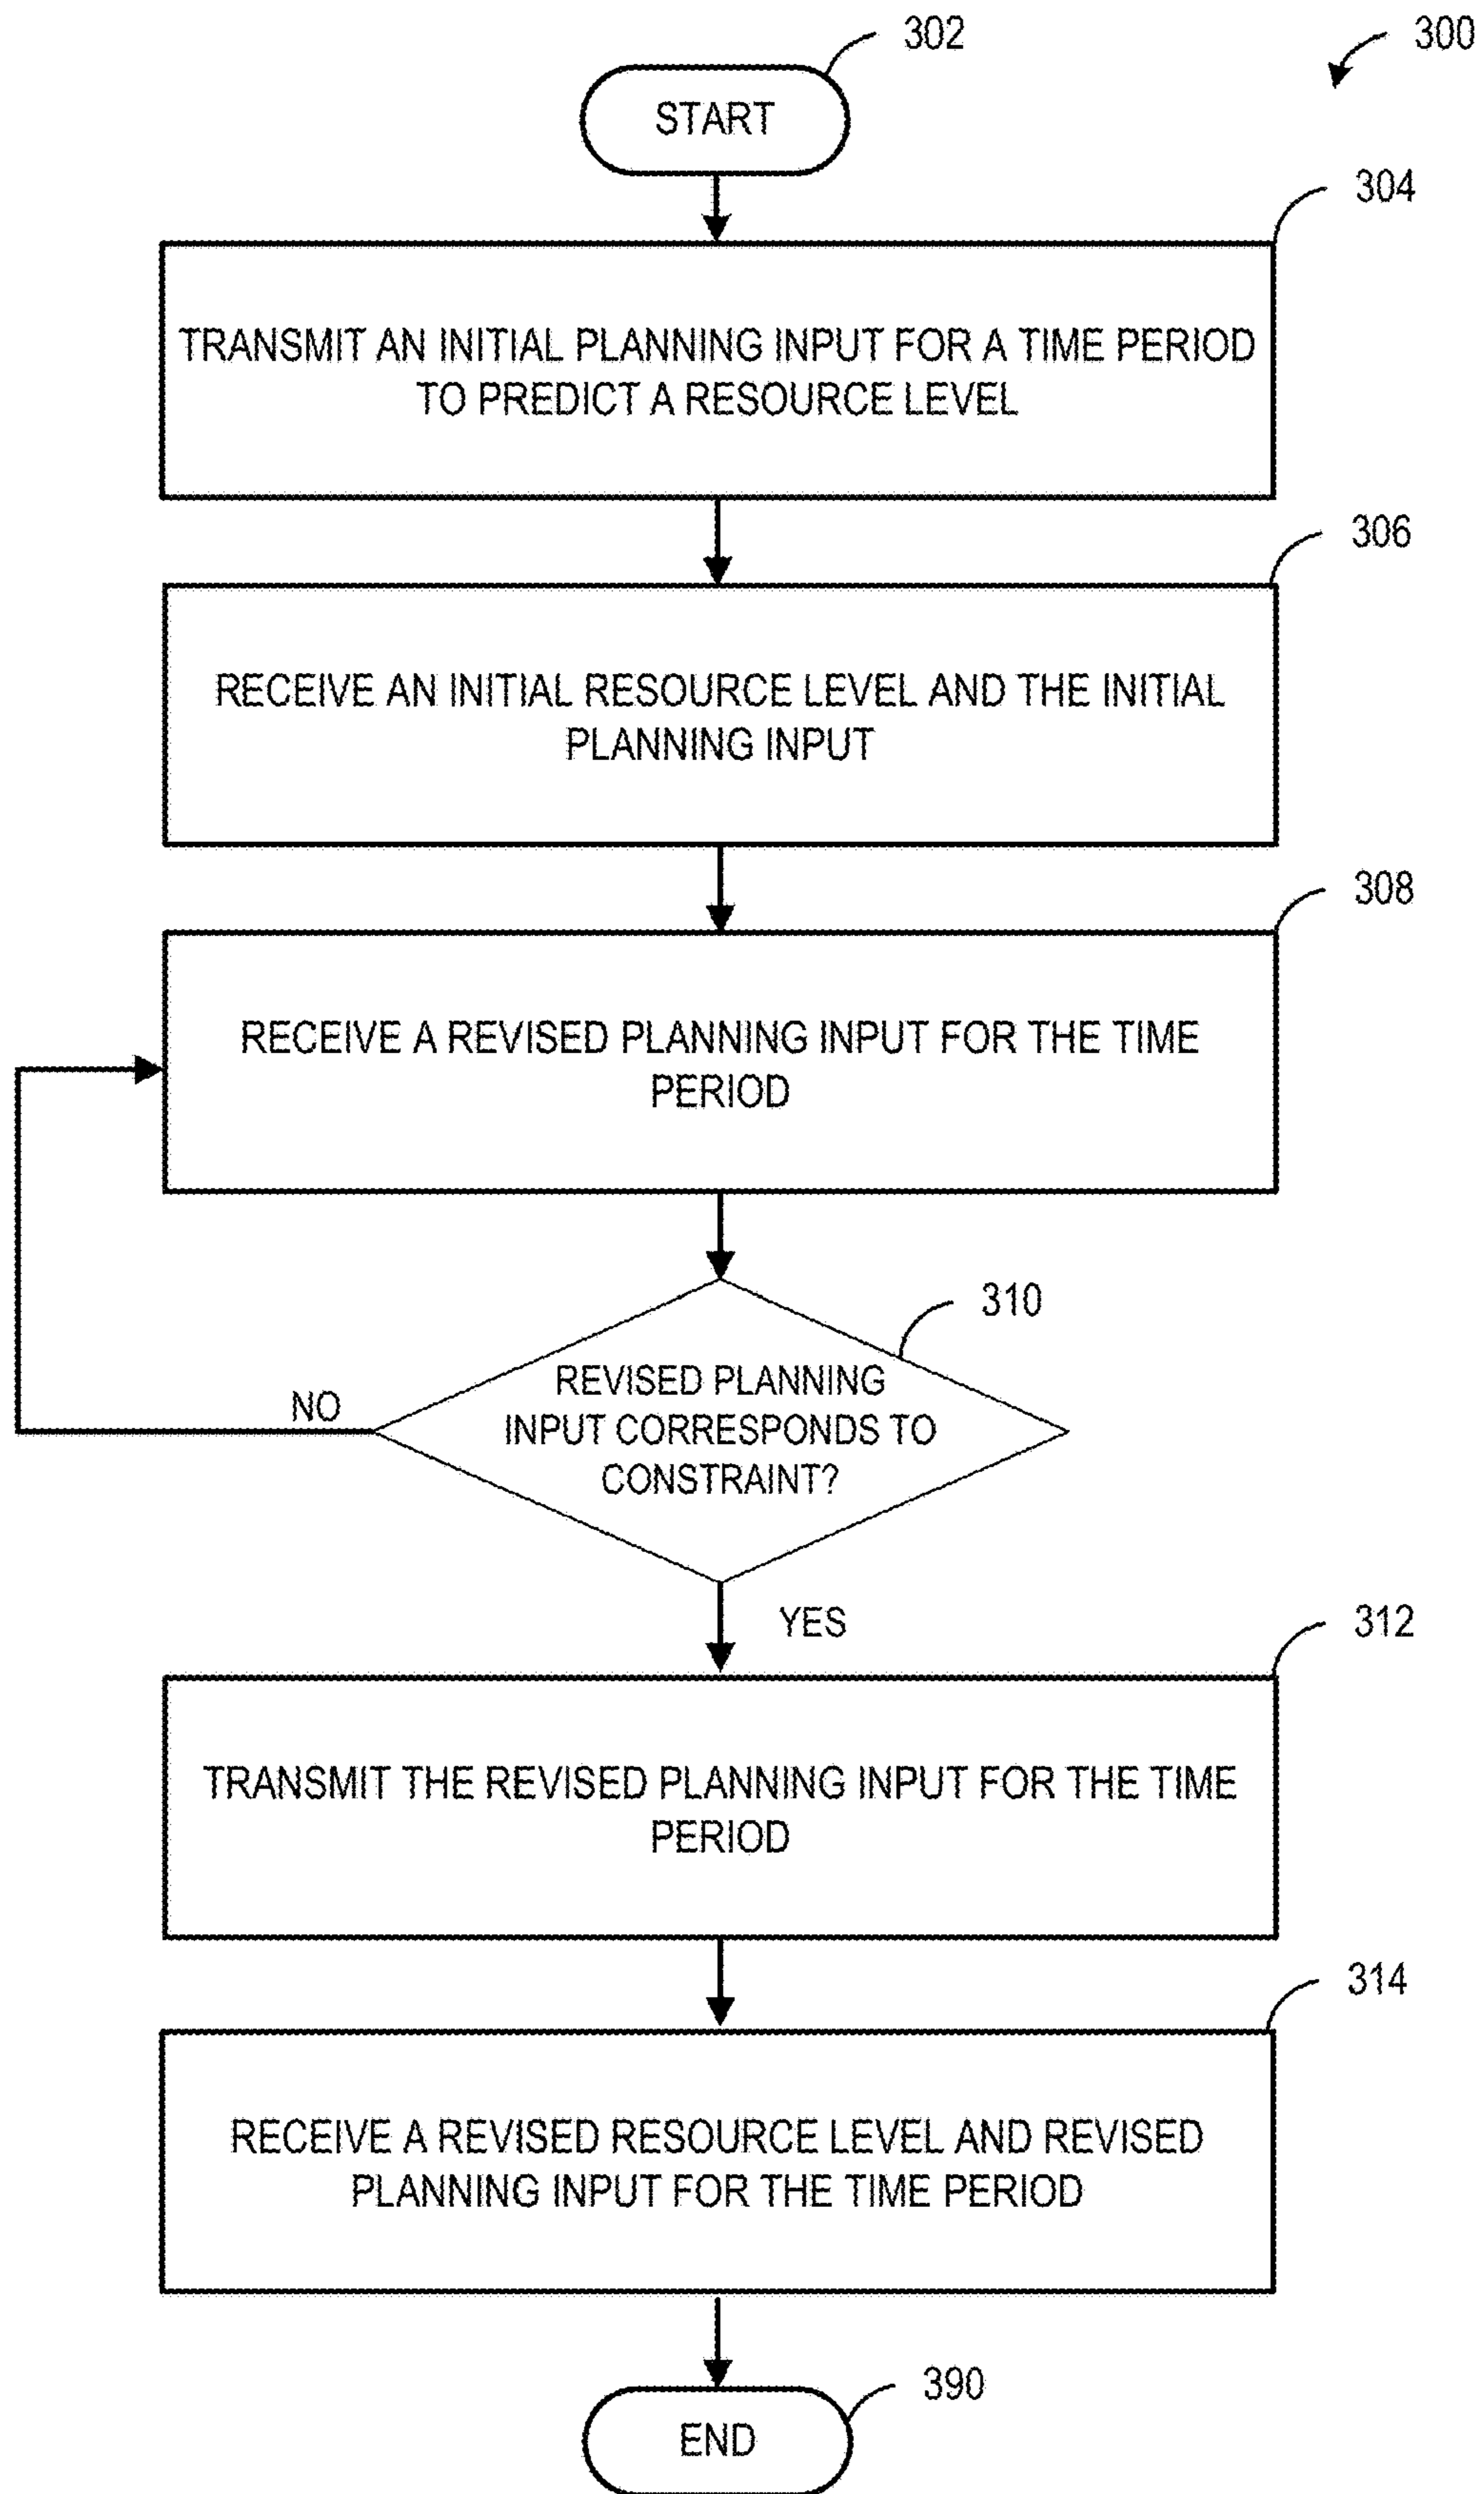 302
300
START
304
TRANSMIT AN INITIAL PLANNING INPUT FOR A TIME PERIOD
TO PREDICT A RESOURCE LEVEL
306
RECEIVE AN INITIAL RESOURCE LEVEL AND THE INITIAL
PLANNING INPUT
308
RECEIVE A REVISED PLANNING INPUT FOR THE TIME
PERIOD
310
REVISED PLANNING
INPUT CORRESPONDS TO
CONSTRAINT?
NO
YES
312
TRANSMIT THE REVISED PLANNING INPUT FOR THE TIME
PERIOD
314
RECEIVE A REVISED RESOURCE LEVEL AND REVISED
PLANNING INPUT FOR THE TIME PERIOD
390
END